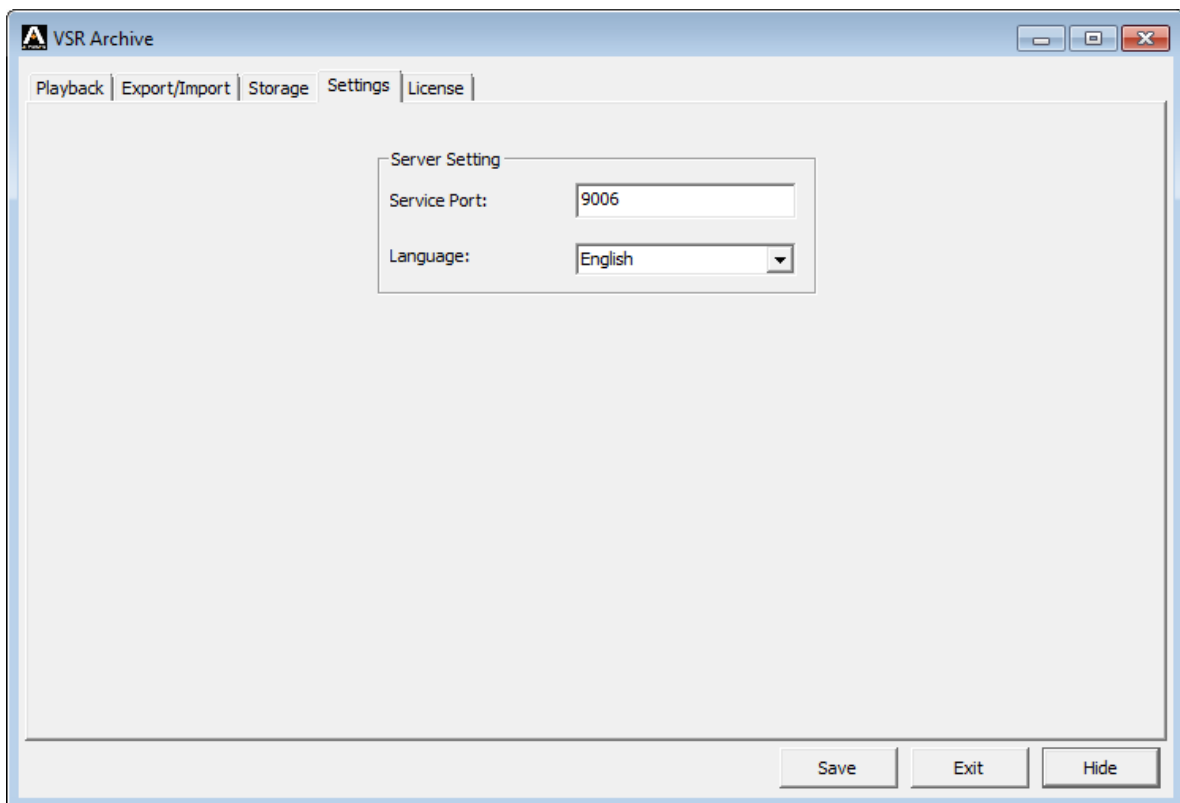 VSR Archive
Playback Export/Import Storage Settings License
Server Setting
Service Port: 9006
Language: English
Save Exit Hide